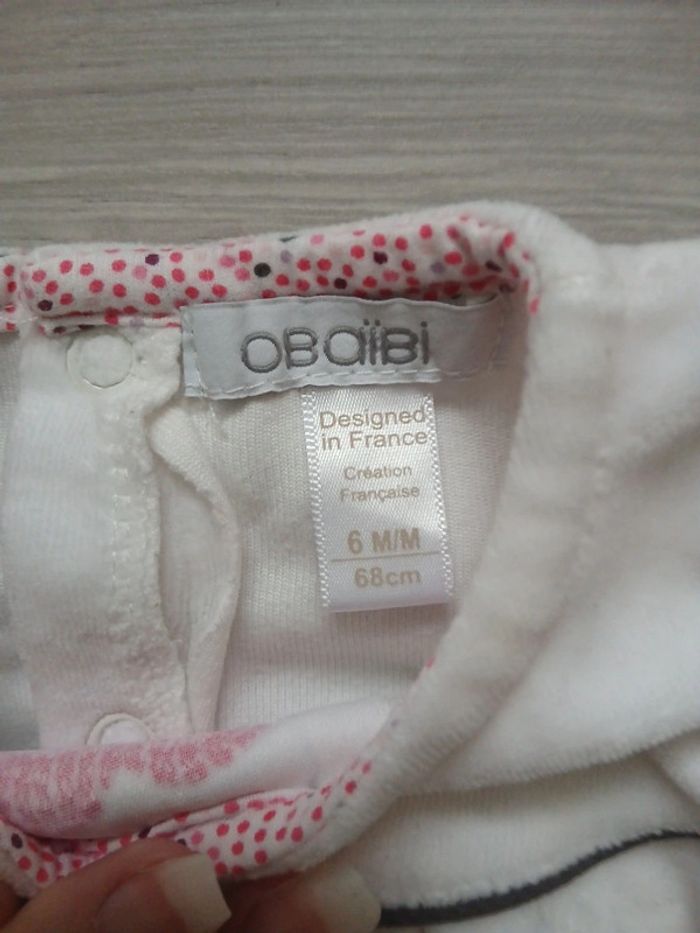 OBaïBi
Designed
in France
Création
Française
6 M/M
68cm